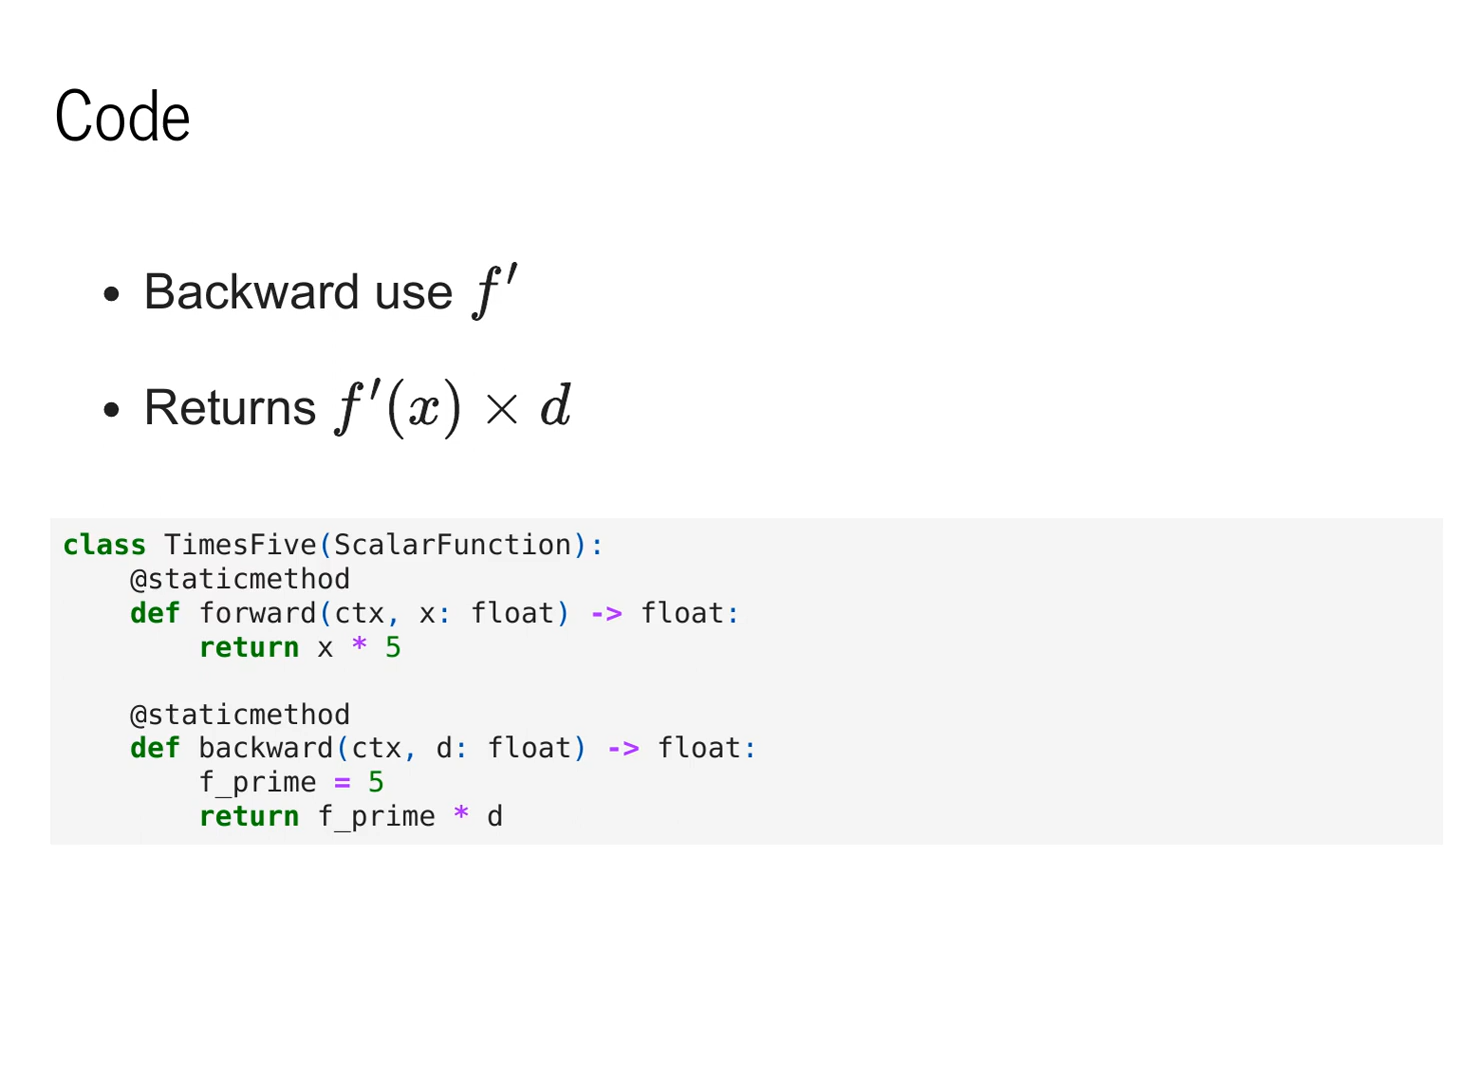 Code
• Backward use f′
• Returns f′(x) × d
class TimesFive(ScalarFunction):
    @staticmethod
    def forward(ctx, x: float) -> float:
        return x * 5

    @staticmethod
    def backward(ctx, d: float) -> float:
        f_prime = 5
        return f_prime * d